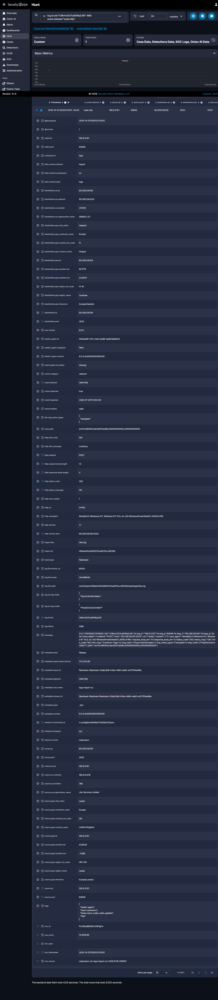 Security Onion
Hunt
Overview
Onion AI
Alerts
Dashboards
Hunt
Cases
Detections
PCAP
Grid
Downloads
Administration
Tools
Kibana
Elastic Fleet
Version: 3.1.0
© 2026 Security Onion Solutions, LLC
License: ELv2
log.id.uid:"C8kmUG21ryBXI6qCA8" AND
event.dataset:"zeek.http"
Last
24
months
log.id.uid:"C8kmUG21ryBXI6qCA8"
event.dataset:"zeek.http"
Query Name
Custom
Total Found
1
Exclude
Case Data, Detections Data, SOC Logs, Onion AI Data
Basic Metrics
Timeline
270
265
260
255
250
245
240
7:59:59.999 pm
8:00:00.000 pm
8:00:00.001 pm
Timestamp
event.dataset
source.ip
source.port
destination.ip
destination.port
2025-10-01 05:00:57.970 -04:00
zeek.http
160.9.3.101
63649
85.209.129.105
2020
POST
@timestamp 2025-10-01T09:00:57.970Z
@version 1
client.ip 160.9.3.101
client.port 63649
container.id logs
data_stream.dataset import
data_stream.namespace so
data_stream.type logs
destination.as.ip 85.209.129.105
destination.as.network 85.209.129.0/24
destination.as.number 213702
destination.as.organization.name QWINS LTD
destination.geo.city_name Helsinki
destination.geo.continent_name Europe
destination.geo.country_iso_code FI
destination.geo.country_name Finland
destination.geo.ip 85.209.129.105
destination.geo.location.lat 60.1719
destination.geo.location.lon 24.9347
destination.geo.region_iso_code FI-18
destination.geo.region_name Uusimaa
destination.geo.timezone Europe/Helsinki
destination.ip 85.209.129.105
destination.port 2020
ecs.version 8.0.0
elastic_agent.id 5045ad9f-47fc-4a24-be96-5a6e13dbd51d
elastic_agent.snapshot false
elastic_agent.version 9.3.3+build202604082258
event.agent_id_status missing
event.category network
event.dataset zeek.http
event.imported true
event.ingested 2026-07-29T13:35:25Z
event.module zeek
file.orig_mime_types [
"text/plain"
]
hash.ja4h po11nn060000_6ac62674ad69_000000000000_000000000000
http.info_code 100
http.info_message Continue
http.method POST
http.request.body.length 14
http.response.body.length 4
http.status_code 200
http.status_message OK
http.trans_depth 1
http.uri /notify
http.useragent Mozilla/5.0 (Windows NT; Windows NT 10.0; en-US) WindowsPowerShell/5.1.26100.4768
http.version 1.1
http.virtual_host 85.209.129.105:2020
import.file http.log
import.id 495ee14fa7e950512fce637bcc361290
input.type filestream
log.file.device_id 64514
log.file.inode 134466646
log.file.path /nsm/import/495ee14fa7e950512fce637bcc361290/zeek/logs/http.log
log.id.orig_fuids [
"FpycixVelvNovDpbc"
]
log.id.resp_fuids [
"Ffsq0GCe3oLEnSbD7"
]
log.id.uid C8kmUG21ryBXI6qCA8
log.offset 1098
message {"ts":1759309257.970832,"uid":"C8kmUG21ryBXI6qCA8","id.orig_h":"160.9.3.101","id.orig_p":63649,"id.resp_h":"85.209.129.105","id.resp_p":20
20,"trans_depth":1,"method":"POST","host":"85.209.129.105:2020","uri":"/notify","version":"1.1","user_agent":"Mozilla/5.0 (Windows NT; Window
s NT 10.0; en-US) WindowsPowerShell/5.1.26100.4768","request_body_len":14,"response_body_len":4,"status_code":200,"status_msg":"OK","inf
o_code":100,"info_msg":"Continue","tags":[],"orig_fuids":["FpycixVelvNovDpbc"],"orig_mime_types":["text/plain"],"resp_fuids":["Ffsq0GCe3oLEn
SbD7"],"ja4h":"po11nn060000_6ac62674ad69_000000000000_000000000000"}
metadata.beat filebeat
metadata.input.beats.host.ip 172.10.10.85
metadata.input_id filestream-filestream-02a6c3b8-04de-4884-adb5-a421761ee96a
metadata.pipeline zeek.http
metadata.raw_index logs-import-so
metadata.stream_id filestream-filestream.filestream-02a6c3b8-04de-4884-adb5-a421761ee96a
metadata.type _doc
metadata.version 9.3.3+build202604082258
network.community_id 1:Jcol6gNv/nNHMa4TKiGNshZS4yw=
network.transport tcp
observer.name cyberseco
server.ip 85.209.129.105
server.port 2020
source.as.ip 160.9.3.101
source.as.network 160.9.0.0/16
source.as.number 786
source.as.organization.name Jisc Services Limited
source.geo.city_name Leeds
source.geo.continent_name Europe
source.geo.country_iso_code GB
source.geo.country_name United Kingdom
source.geo.ip 160.9.3.101
source.geo.location.lat 53.8226
source.geo.location.lon -1.568
source.geo.region_iso_code GB-LDS
source.geo.region_name Leeds
source.geo.timezone Europe/London
source.ip 160.9.3.101
source.port 63649
tags [
"elastic-agent",
"input-cyberseco",
"beats_input_codec_plain_applied",
"http"
]
soc_id PL0Wrp8B5BtFy1O9TgFw
soc_score 12.625046
soc_type
soc_timestamp 2025-10-01T09:00:57.970Z
soc_source cyberseco:.ds-logs-import-so-2026.07.16-000001
Items per page:
10
1-1 of 1
The backend data fetch took 0.03 seconds. The total round trip took 0.032 seconds.